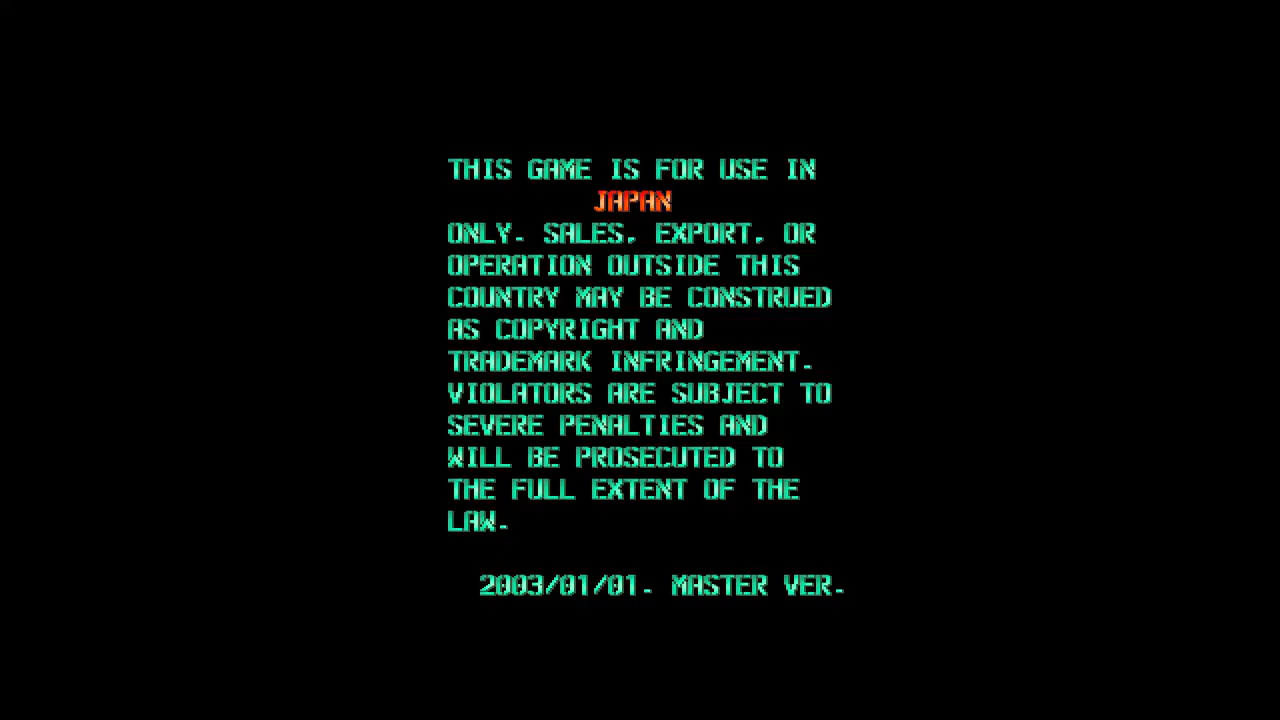 THIS GAME IS FOR USE IN
JAPAN
ONLY. SALES, EXPORT, OR
OPERATION OUTSIDE THIS
COUNTRY MAY BE CONSTRUED
AS COPYRIGHT AND
TRADEMARK INFRINGEMENT.
VIOLATORS ARE SUBJECT TO
SEVERE PENALTIES AND
WILL BE PROSECUTED TO
THE FULL EXTENT OF THE
LAW.
2003/01/01. MASTER VER.